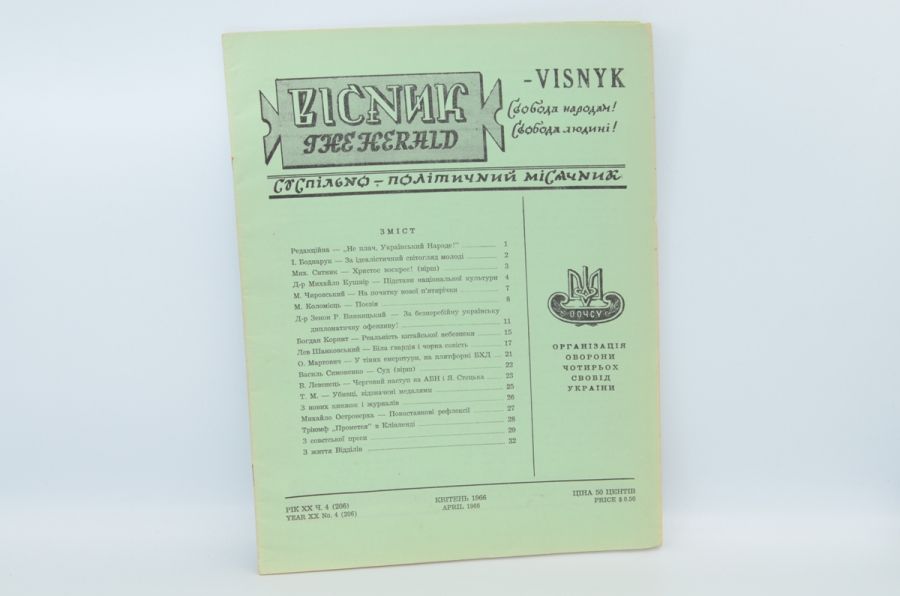 ВІСНИК
THE HERALD
-VISNYK
Свобода народам!
Свобода людині!
СУСПІЛЬНО-ПОЛІТИЧНИЙ МІСЯЧНИК
ЗМІСТ
Редакційна — „Не плач, Український Народе!" 1
І. Боднарук — За ідеалістичний світогляд молоді 2
Мих. Ситник — Христос воскрес! (вірш) 3
Д-р Михайло Кушнір — Підстави національної культури 4
М. Чировський — На початку нової п'ятирічки 7
М. Коломієць — Поезія 8
Д-р Зенон Р. Винницький — За безперебійну українську
дипломатичну офензиву! 11
Богдан Корвит — Реальність китайської небезпеки 15
Лев Шанковський — Біла гвардія і чорна совість 17
О. Мартович — У тінях емеритури, на платформі БХД 21
Василь Симоненко — Суд (вірш) 22
В. Левенець — Черговий наступ на АБН і Я. Стецька 23
Т. М. — Убивці, відзначені медалями 25
З нових книжок і журналів 26
Михайло Островерха — Повиставкові рефлексії 27
Тріюмф „Прометея" в Клівленді 28
З совєтської преси 29
З життя Відділів 32
ООЧСУ
ОРГАНІЗАЦІЯ
ОБОРОНИ
ЧОТИРЬОХ
СВОБІД
УКРАЇНИ
РІК XX Ч. 4 (206)
YEAR XX No. 4 (206)
КВІТЕНЬ 1966
APRIL 1966
ЦІНА 50 ЦЕНТІВ
PRICE $ 0.50